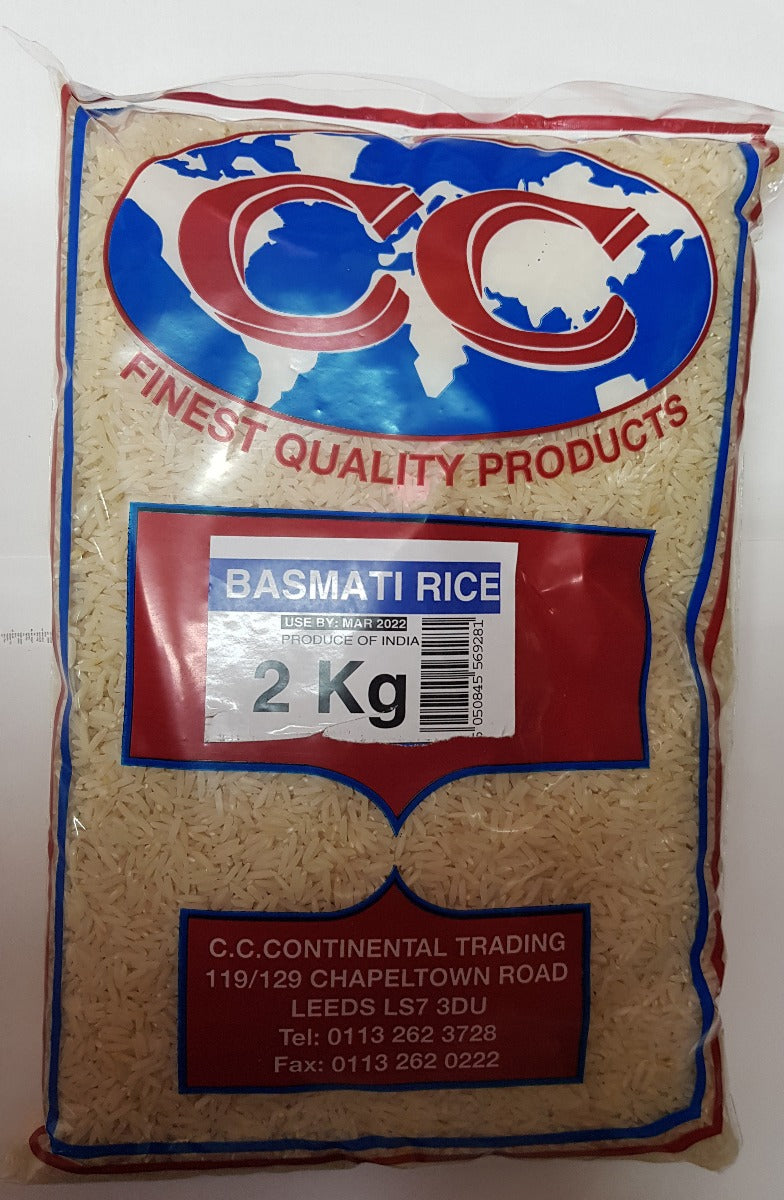 CC
FINEST QUALITY PRODUCTS
BASMATI RICE
USE BY: MAR 2022
PRODUCE OF INDIA
2 Kg
050845 569281
C.C.CONTINENTAL TRADING
119/129 CHAPELTOWN ROAD
LEEDS LS7 3DU
Tel: 0113 262 3728
Fax: 0113 262 0222